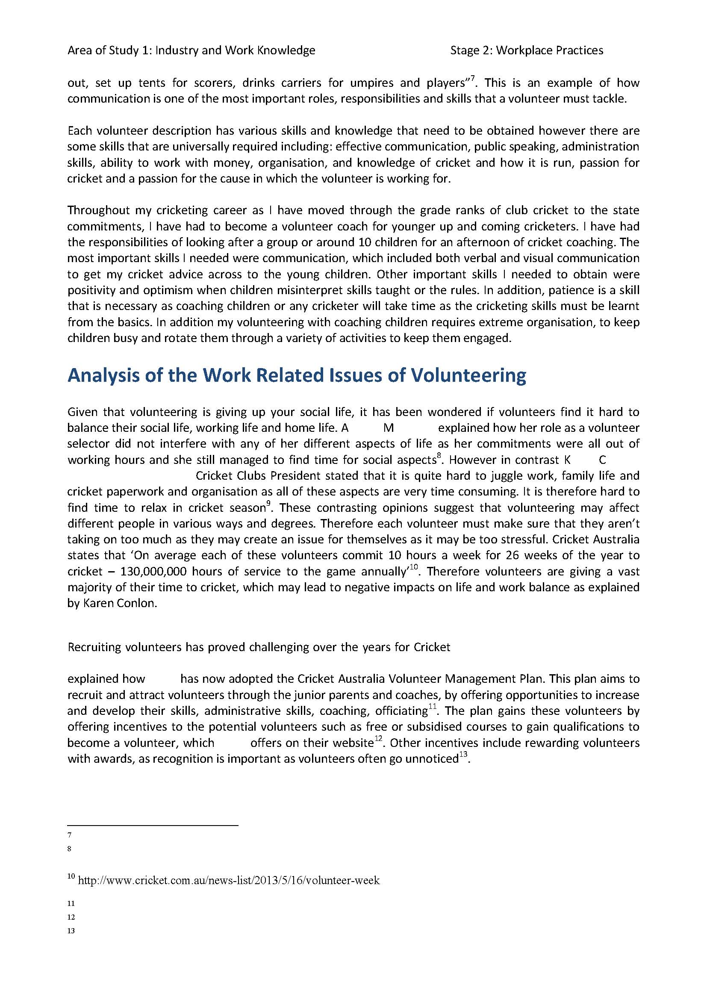 Area of Study 1: Industry and Work Knowledge Stage 2: Workplace Practices
out, set up tents for scorers, drinks carriers for umpires and players”7. This is an example of how
communication is one of the most important roles, responsibilities and skills that a volunteer must tackle.
Each volunteer description has various skills and knowledge that need to be obtained however there are
some skills that are universally required including: effective communication, public speaking, administration
skills, ability to work with money, organisation, and knowledge of cricket and how it is run, passion for
cricket and a passion for the cause in which the volunteer is working for.
Throughout my cricketing career as I have moved through the grade ranks of club cricket to the state
commitments, I have had to become a volunteer coach for younger up and coming cricketers. I have had
the responsibilities of looking after a group or around 10 children for an afternoon of cricket coaching. The
most important skills I needed were communication, which included both verbal and visual communication
to get my cricket advice across to the young children. Other important skills I needed to obtain were
positivity and optimism when children misinterpret skills taught or the rules. In addition, patience is a skill
that is necessary as coaching children or any cricketer will take time as the cricketing skills must be learnt
from the basics. In addition my volunteering with coaching children requires extreme organisation, to keep
children busy and rotate them through a variety of activities to keep them engaged.
Analysis of the Work Related Issues of Volunteering
Given that volunteering is giving up your social life, it has been wondered if volunteers find it hard to
balance their social life, working life and home life. A M explained how her role as a volunteer
selector did not interfere with any of her different aspects of life as her commitments were all out of
working hours and she still managed to find time for social aspects8. However in contrast K C
Cricket Clubs President stated that it is quite hard to juggle work, family life and
cricket paperwork and organisation as all of these aspects are very time consuming. It is therefore hard to
find time to relax in cricket season9. These contrasting opinions suggest that volunteering may affect
different people in various ways and degrees. Therefore each volunteer must make sure that they aren’t
taking on too much as they may create an issue for themselves as it may be too stressful. Cricket Australia
states that ‘On average each of these volunteers commit 10 hours a week for 26 weeks of the year to
cricket – 130,000,000 hours of service to the game annually’10. Therefore volunteers are giving a vast
majority of their time to cricket, which may lead to negative impacts on life and work balance as explained
by Karen Conlon.
Recruiting volunteers has proved challenging over the years for Cricket
explained how has now adopted the Cricket Australia Volunteer Management Plan. This plan aims to
recruit and attract volunteers through the junior parents and coaches, by offering opportunities to increase
and develop their skills, administrative skills, coaching, officiating11. The plan gains these volunteers by
offering incentives to the potential volunteers such as free or subsidised courses to gain qualifications to
become a volunteer, which offers on their website12. Other incentives include rewarding volunteers
with awards, as recognition is important as volunteers often go unnoticed13.
7
8
10 http://www.cricket.com.au/news-list/2013/5/16/volunteer-week
11
12
13